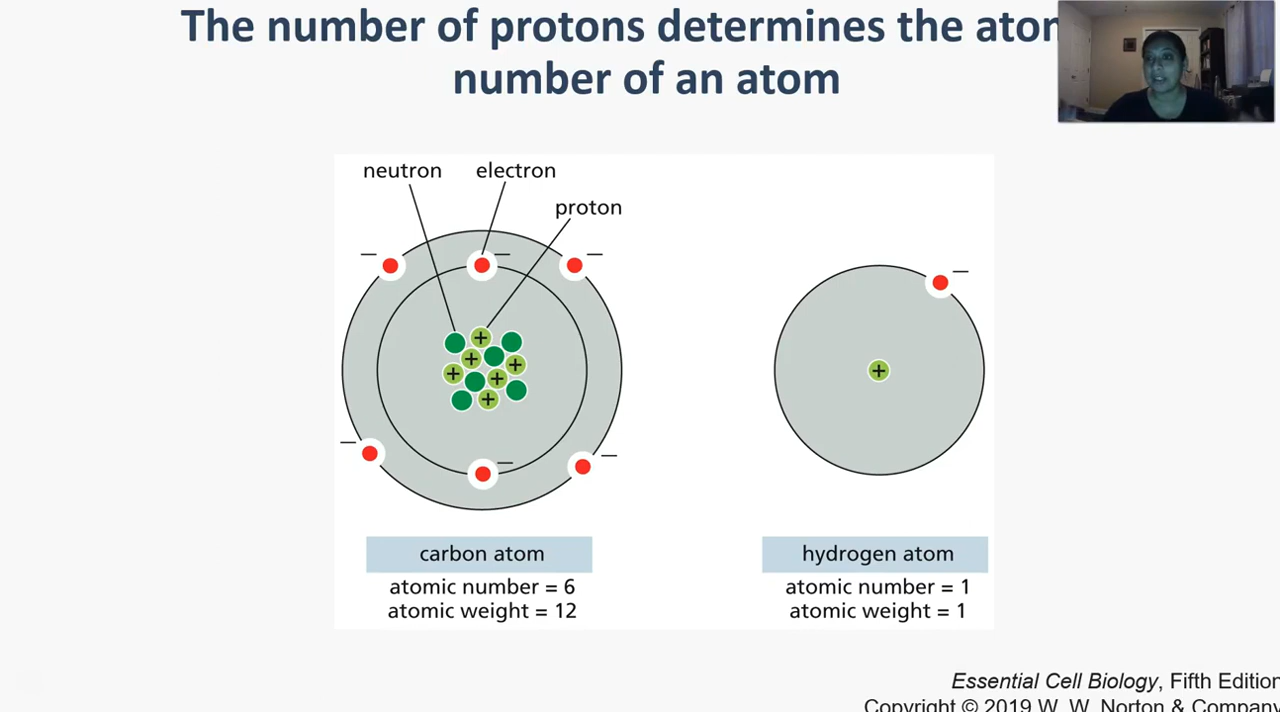 The number of protons determines the atom
number of an atom
neutron
electron
proton
carbon atom
atomic number = 6
atomic weight = 12
hydrogen atom
atomic number = 1
atomic weight = 1
Essential Cell Biology, Fifth Edition
Copyright © 2019 W. W. Norton & Company